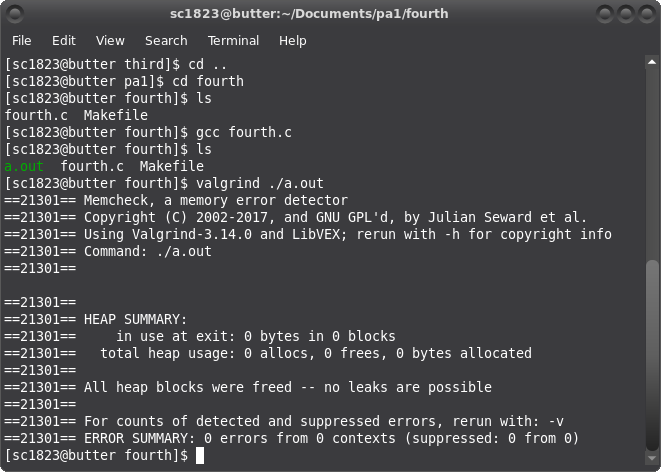 sc1823@butter:~/Documents/pa1/fourth
File Edit View Search Terminal Help
[sc1823@butter third]$ cd ..
[sc1823@butter pa1]$ cd fourth
[sc1823@butter fourth]$ ls
fourth.c  Makefile
[sc1823@butter fourth]$ gcc fourth.c
[sc1823@butter fourth]$ ls
a.out  fourth.c  Makefile
[sc1823@butter fourth]$ valgrind ./a.out
==21301== Memcheck, a memory error detector
==21301== Copyright (C) 2002-2017, and GNU GPL'd, by Julian Seward et al.
==21301== Using Valgrind-3.14.0 and LibVEX; rerun with -h for copyright info
==21301== Command: ./a.out
==21301==
==21301==
==21301== HEAP SUMMARY:
==21301==     in use at exit: 0 bytes in 0 blocks
==21301==   total heap usage: 0 allocs, 0 frees, 0 bytes allocated
==21301==
==21301== All heap blocks were freed -- no leaks are possible
==21301==
==21301== For counts of detected and suppressed errors, rerun with: -v
==21301== ERROR SUMMARY: 0 errors from 0 contexts (suppressed: 0 from 0)
[sc1823@butter fourth]$